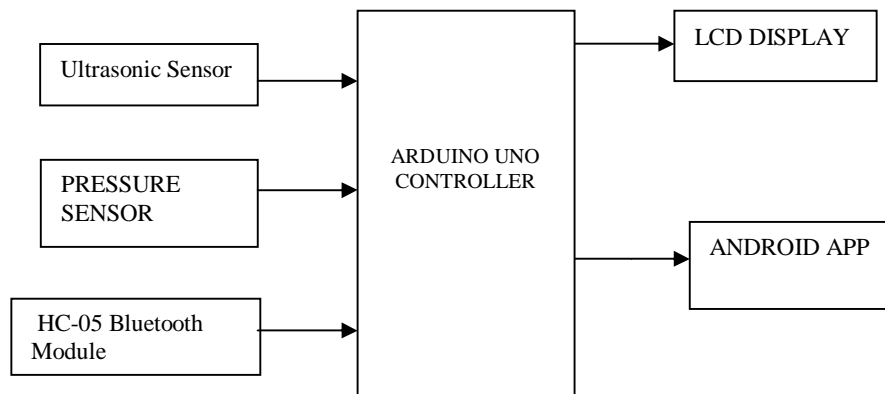 Ultrasonic Sensor
PRESSURE
SENSOR
HC-05 Bluetooth
Module
ARDUINO UNO
CONTROLLER
LCD DISPLAY
ANDROID APP